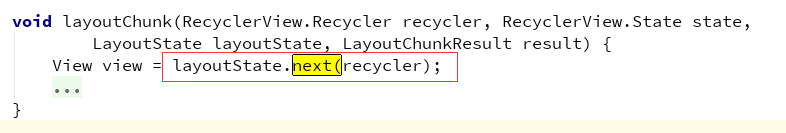 void layoutChunk(RecyclerView.Recycler recycler, RecyclerView.State state,
LayoutState layoutState, LayoutChunkResult result) {
View view = layoutState.next(recycler);
...
}